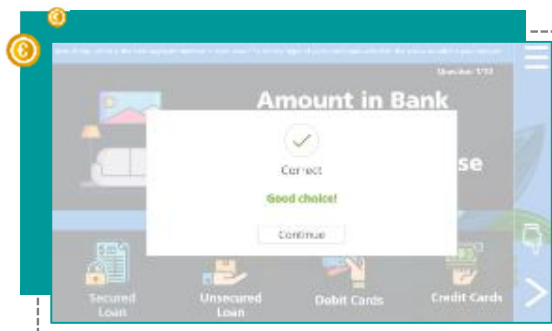 Question 1/10
Amount in Bank
se
Correct
Good choice!
Continue
Secured
Loan
Unsecured
Loan
Debit Cards
Credit Cards